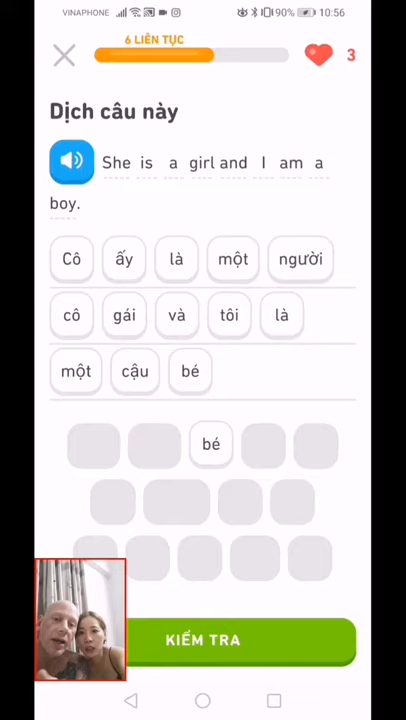 VINAPHONE 90% 10:56
6 LIÊN TỤC
3
Dịch câu này
She is a girl and I am a
boy.
Cô ấy là một người
cô gái và tôi là
một cậu bé
bé
KIỂM TRA